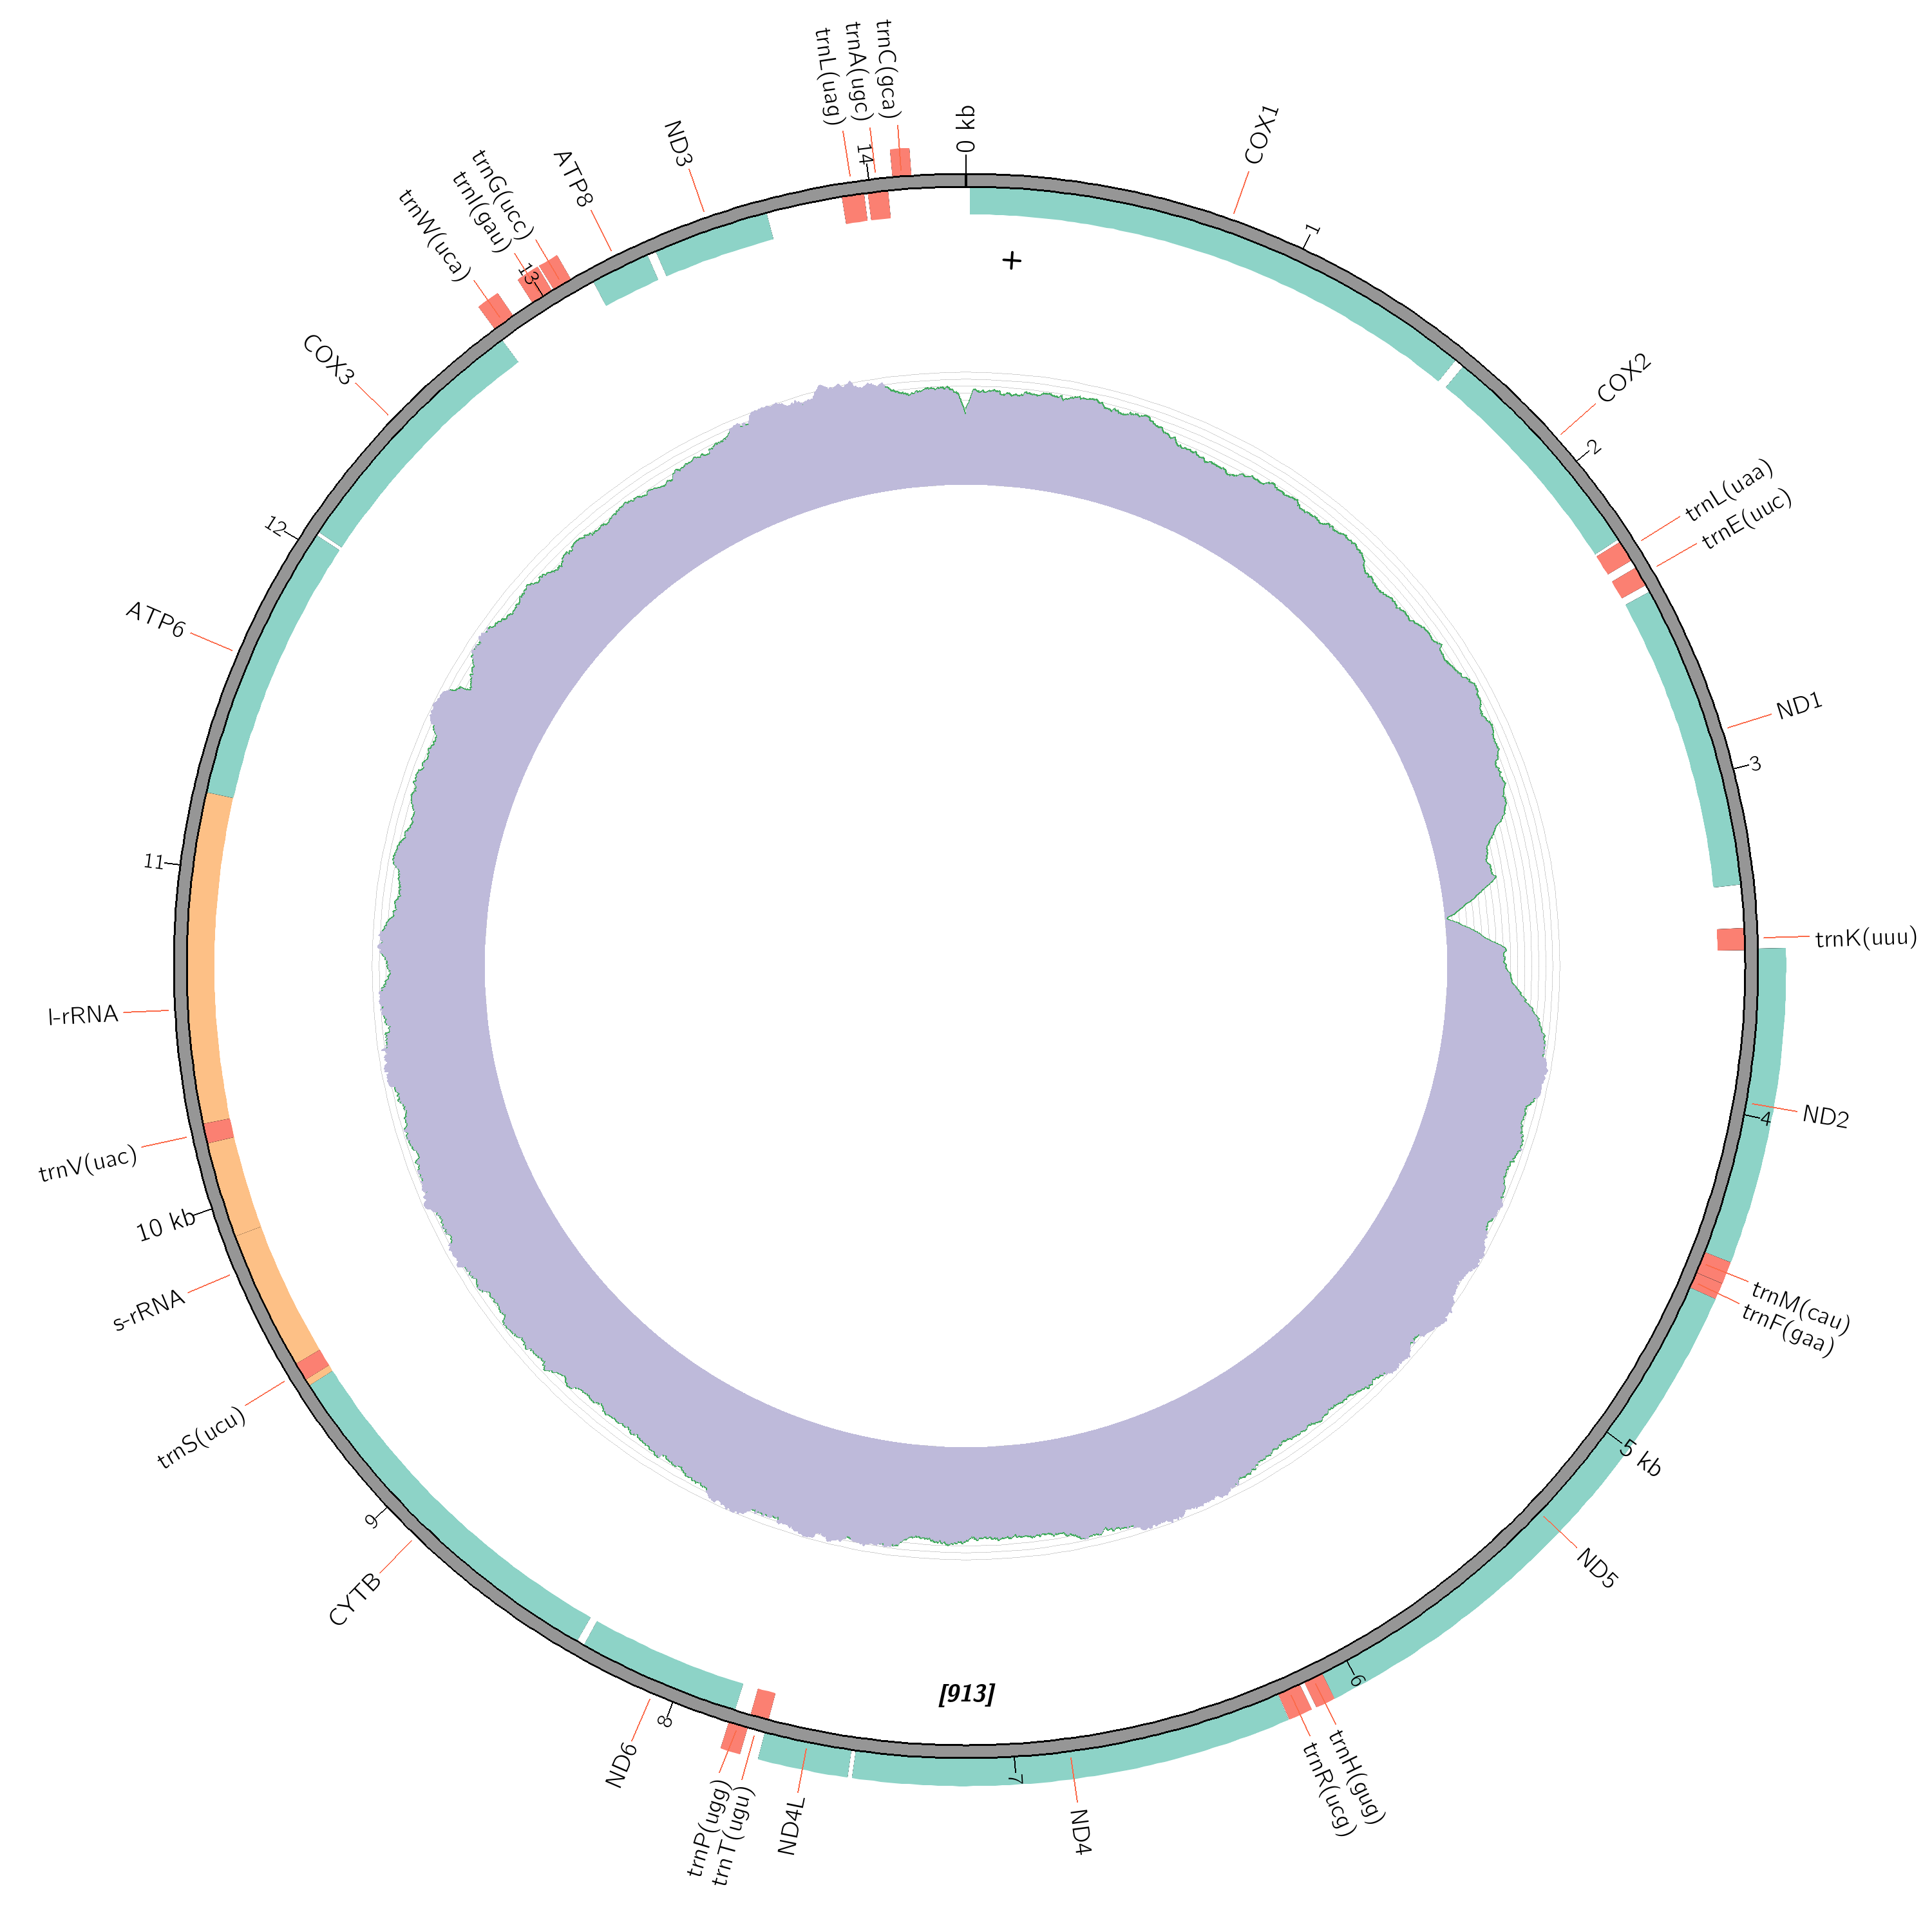 0 kb
COX1
1
COX2
2
trnL(uaa)
trnE(uuc)
ND1
3
trnK(uuu)
ND2
4
trnM(cau)
trnF(gaa)
5 kb
ND5
6
trnH(gug)
trnR(ucg)
ND4
7
ND4L
trnT(ugu)
trnP(ugg)
8
ND6
CYTB
9
trnS(ucu)
s-rRNA
10 kb
trnV(uac)
l-rRNA
11
ATP6
12
COX3
trnW(uca)
13
trnI(gau)
trnG(ucc)
ATP8
ND3
trnL(uag)
14
trnA(ugc)
trnC(gca)
+
[913]